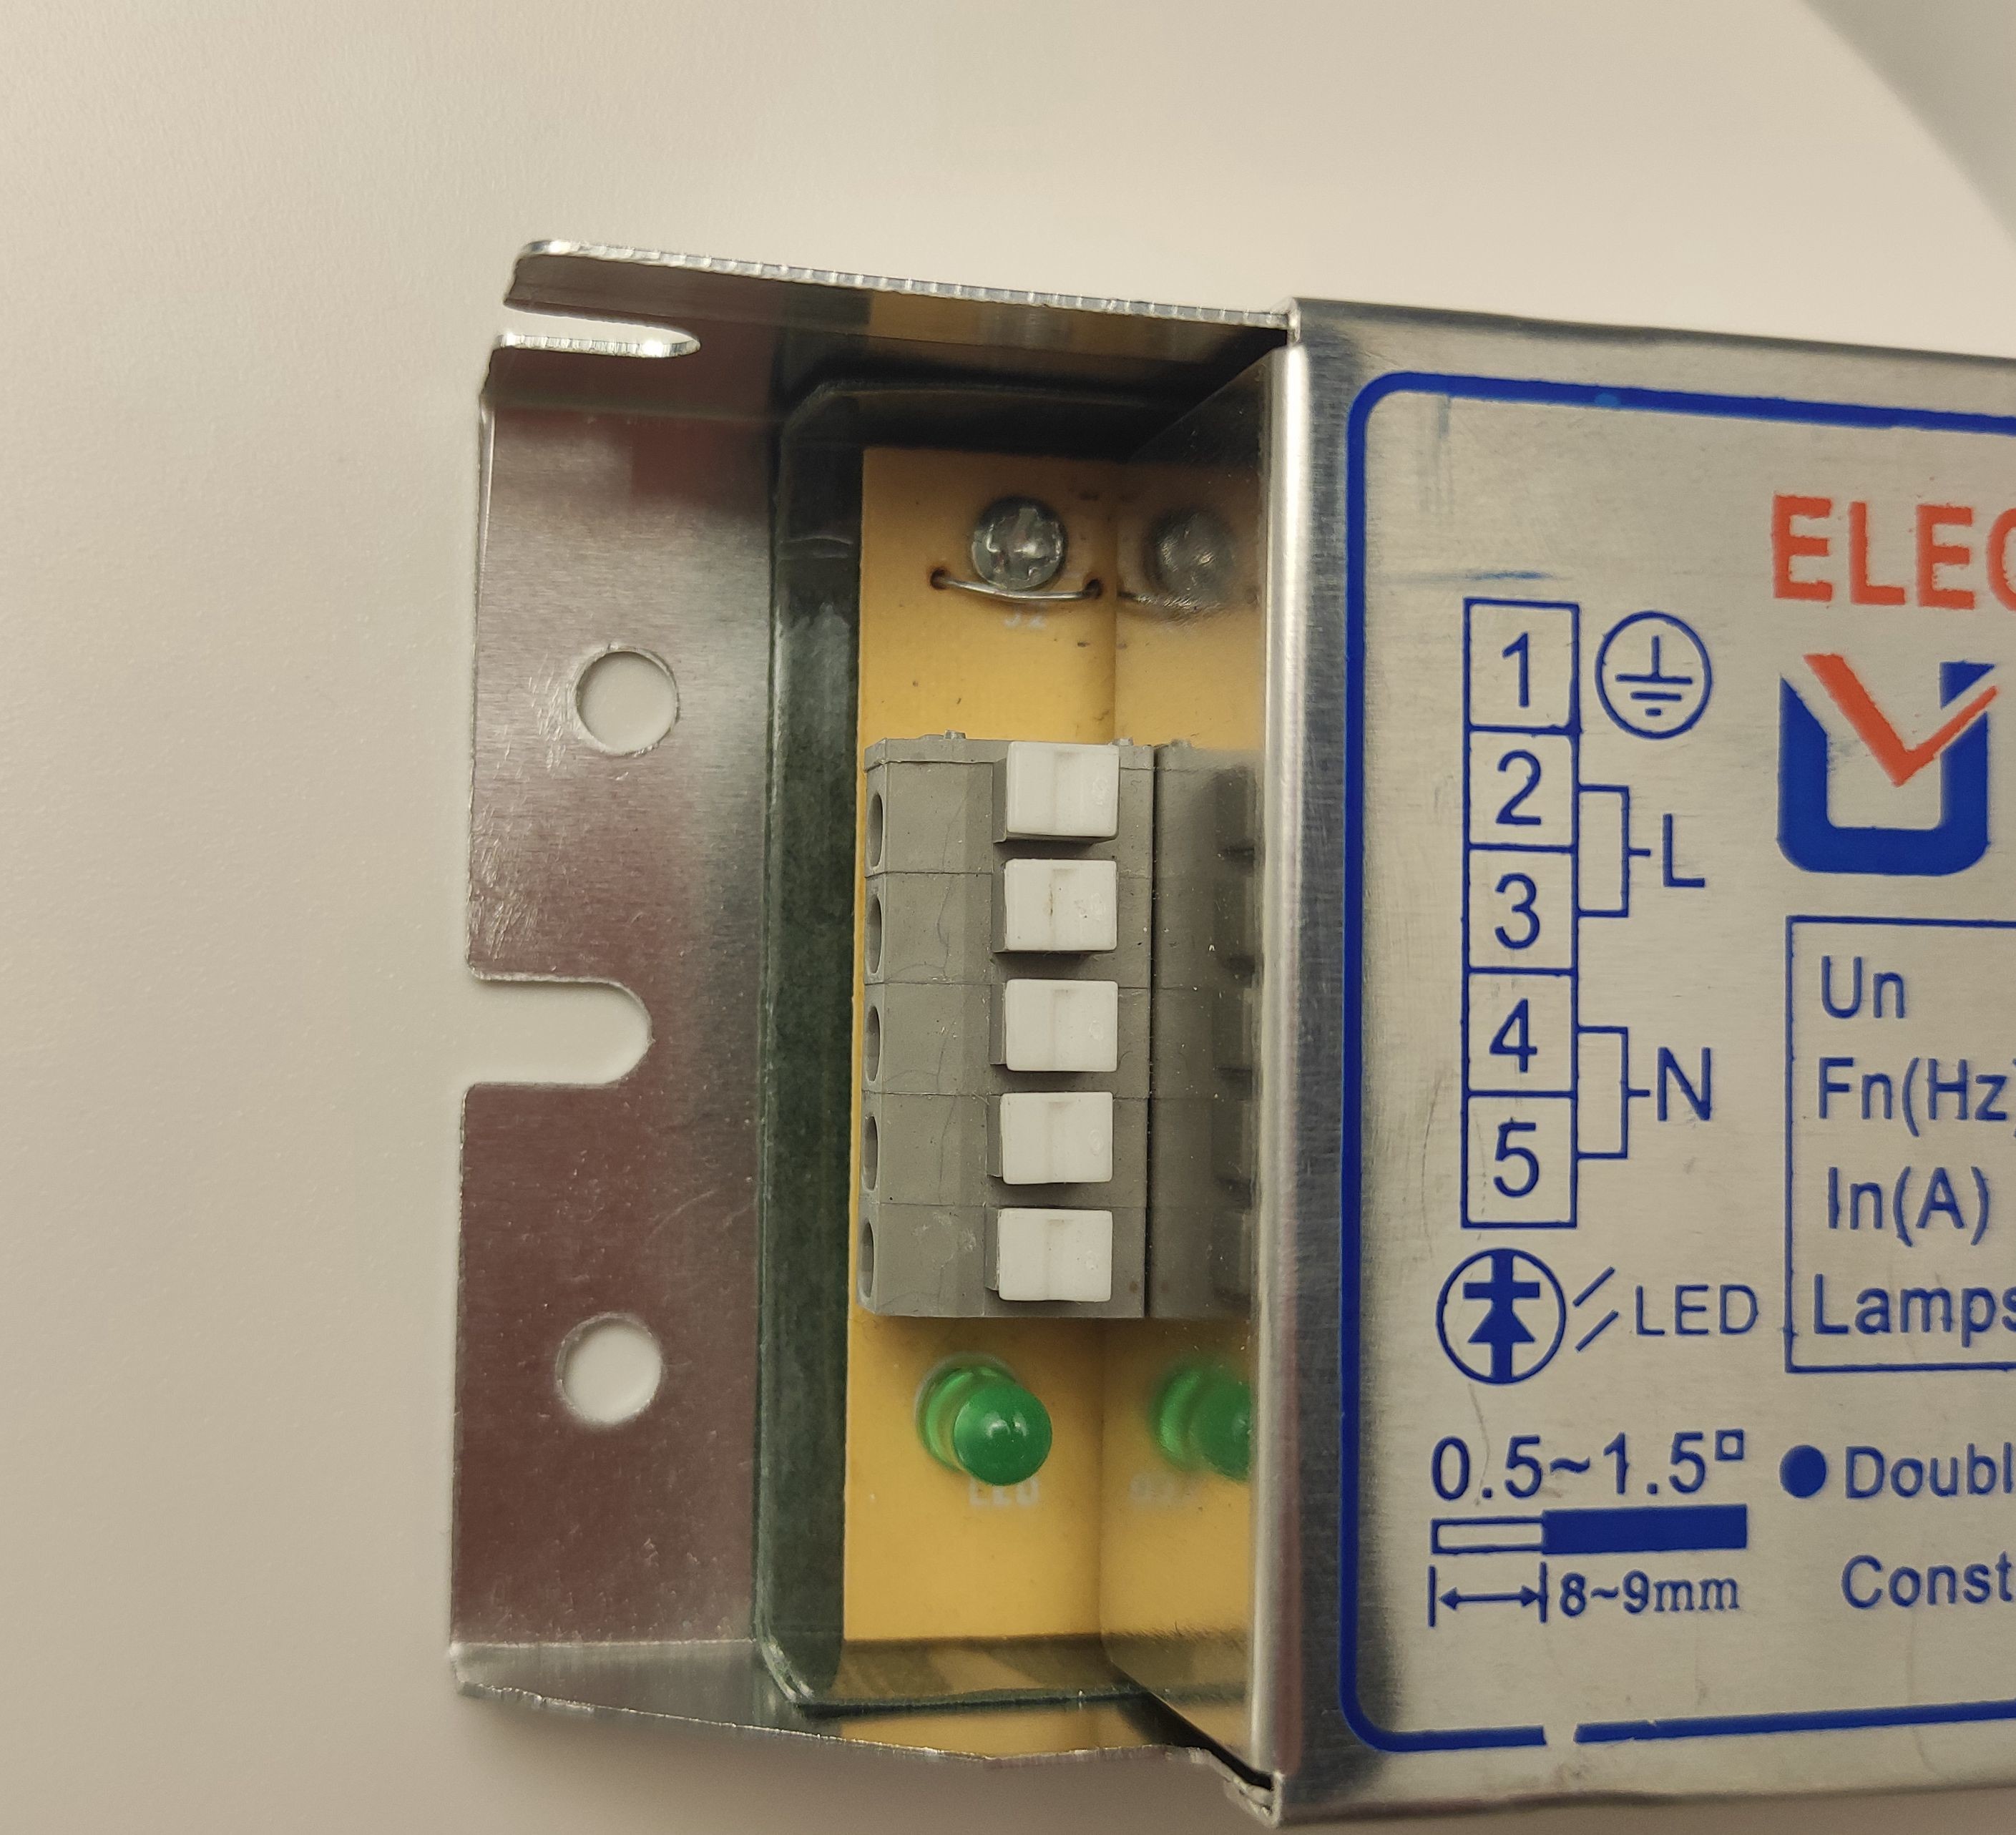 ELEC
1
2
L
3
4
N
5
Un
Fn(Hz)
In(A)
Lamps
LED
0.5~1.5
Doubl
8~9mm
Const
LED